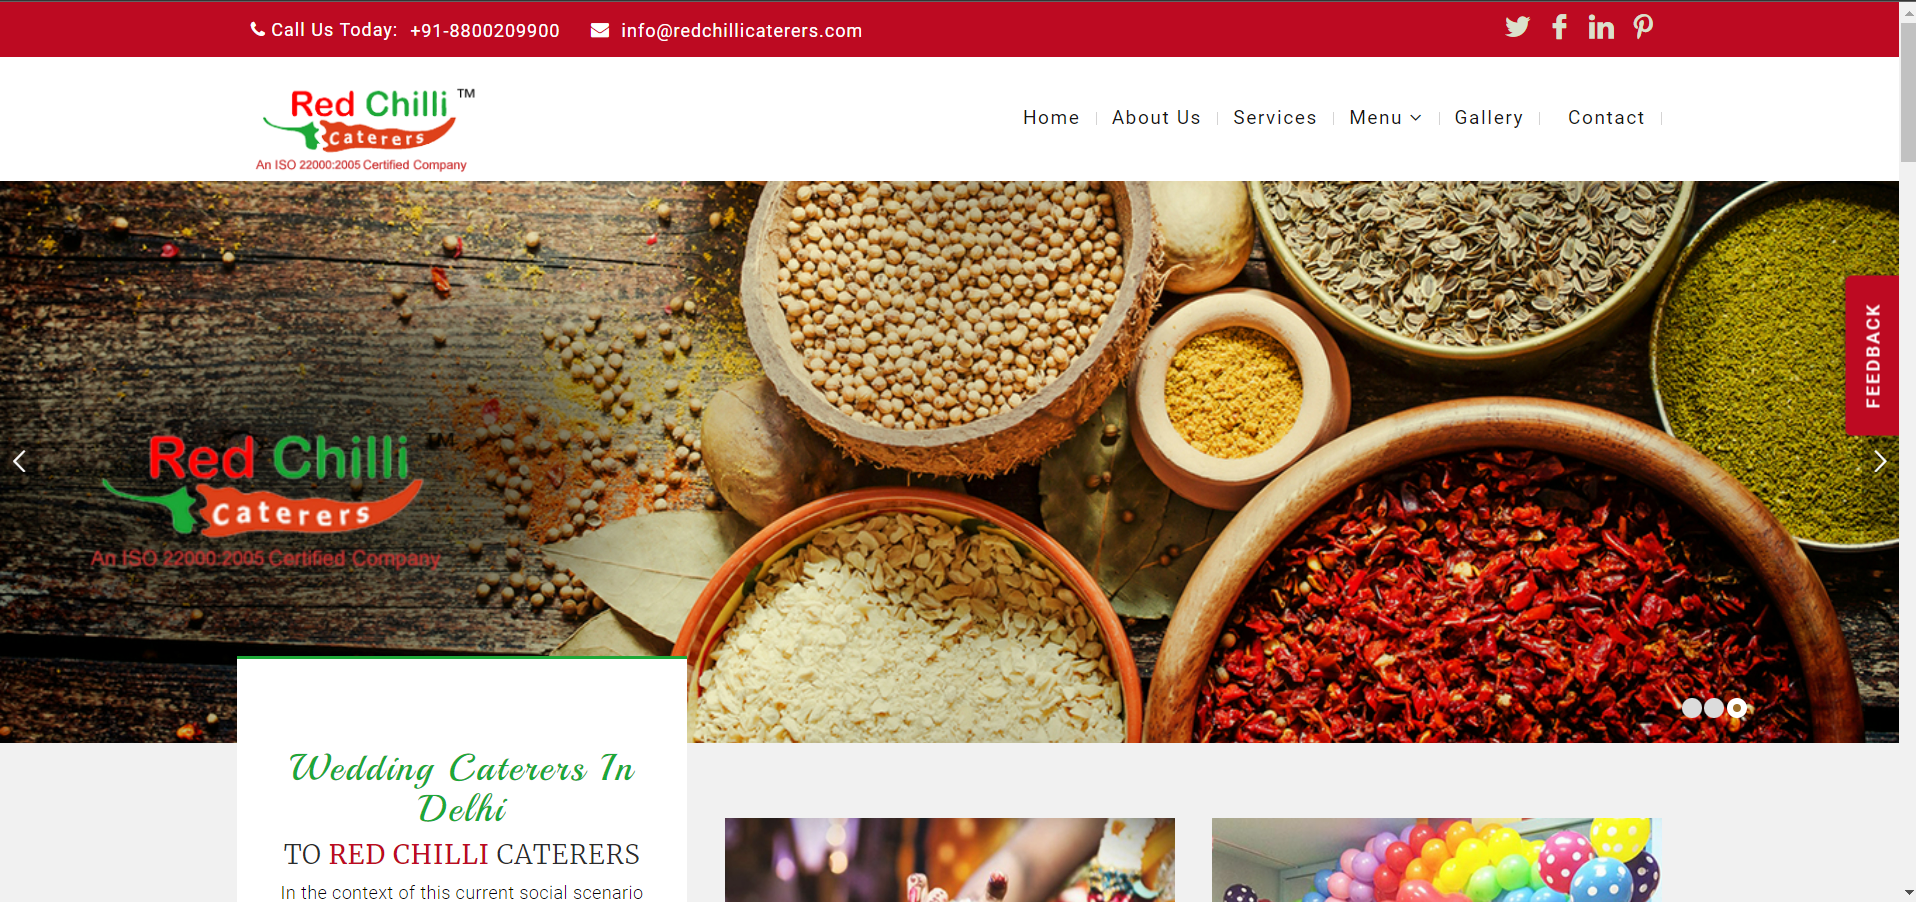 Call Us Today: +91-8800209900 info@redchillicaterers.com
Red Chilli TM
Caterers
An ISO 22000:2005 Certified Company
Home About Us Services Menu Gallery Contact
FEEDBACK
Red Chilli TM
Caterers
An ISO 22000:2005 Certified Company
Wedding Caterers In
Delhi
TO RED CHILLI CATERERS
In the context of this current social scenario